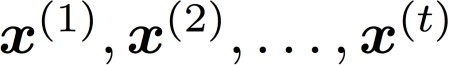 x⁽¹⁾, x⁽²⁾, . . . , x⁽ᵗ⁾